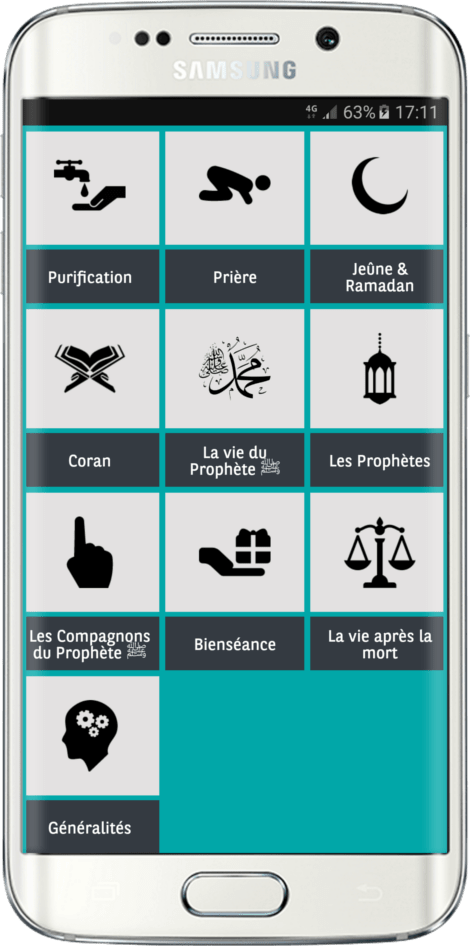 SAMSUNG
4G 63% 17:11
Purification
Prière
Jeûne &
Ramadan
محمد ﷺ
Coran
La vie du
Prophète ﷺ
Les Prophètes
Les Compagnons
du Prophète ﷺ
Bienséance
La vie après la
mort
Généralités